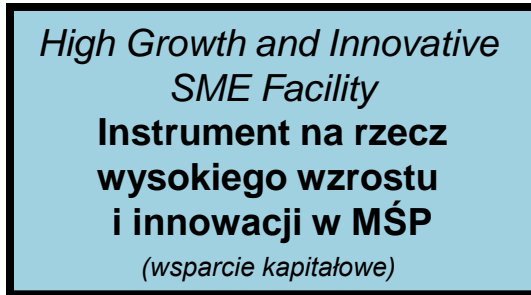 High Growth and Innovative
SME Facility
Instrument na rzecz
wysokiego wzrostu
i innowacji w MŚP
(wsparcie kapitałowe)